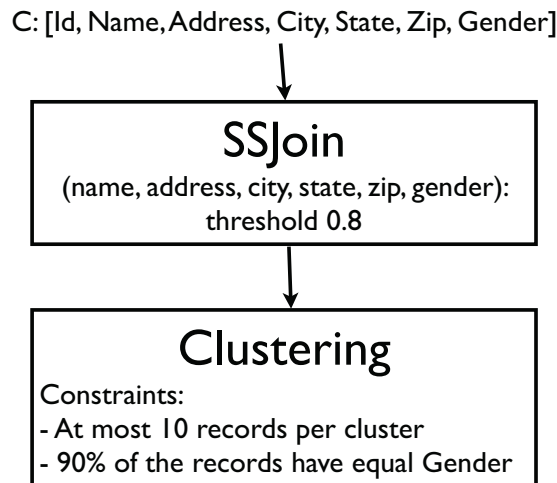 C: [Id, Name, Address, City, State, Zip, Gender]
SSJoin
(name, address, city, state, zip, gender):
threshold 0.8
Clustering
Constraints:
- At most 10 records per cluster
- 90% of the records have equal Gender